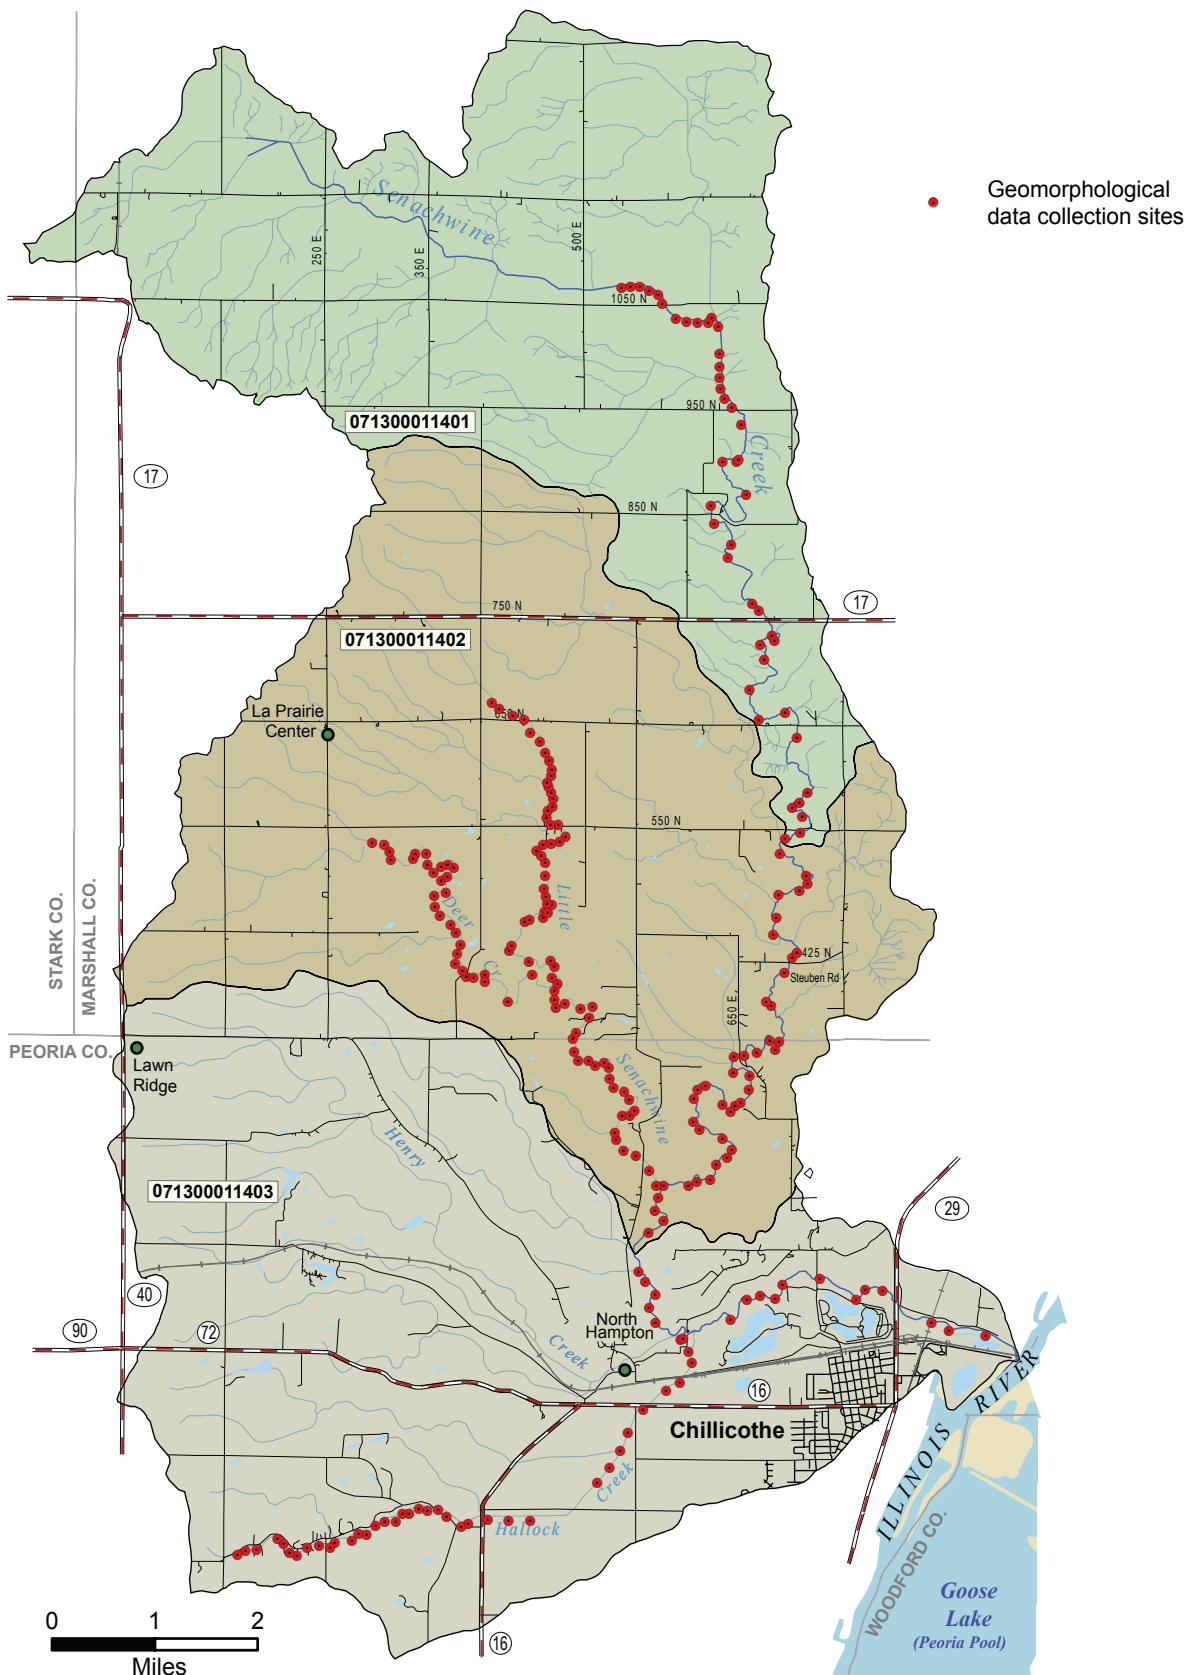 Geomorphological
data collection sites
Senachwine
500 E
250 E
350 E
1050 N
950 N
071300011401
Creek
17
850 N
17
750 N
071300011402
La Prairie
Center
650 N
550 N
Little
Deer
STARK CO.
MARSHALL CO.
425 N
Cr
Steuben Rd
650 E
PEORIA CO.
Lawn
Ridge
Senachwine
Henry
071300011403
29
40
North
Hampton
90
72
Creek
16
RIVER
Chillicothe
ILLINOIS
Creek
Hallock
WOODFORD CO.
Goose
Lake
(Peoria Pool)
0 1 2
Miles
16